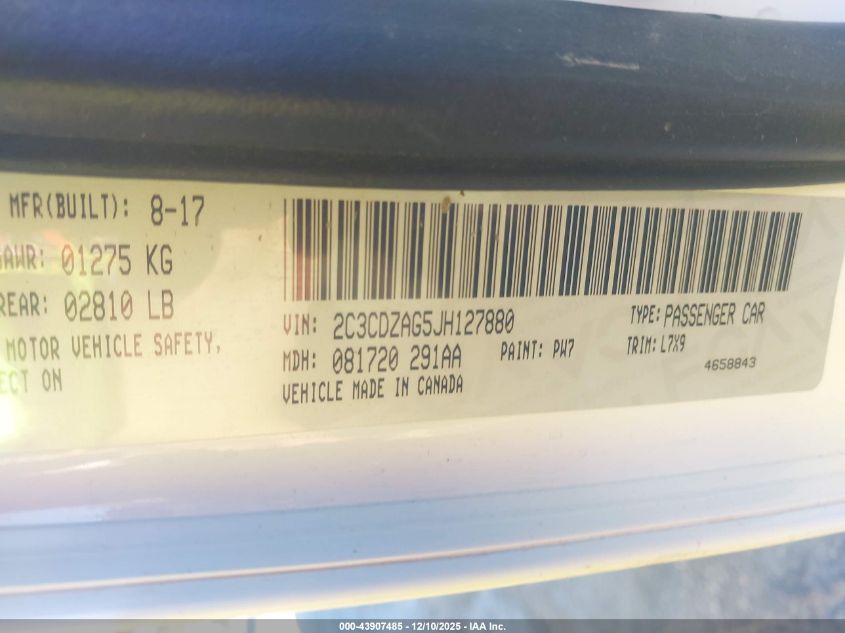 MFR(BUILT): 8-17
GAWR: 01275 KG
REAR: 02810 LB
MOTOR VEHICLE SAFETY,
ECT ON
VIN: 2C3CDZAG5JH127880
TYPE: PASSENGER CAR
MDH: 081720 291AA
PAINT: PW7
TRIM: L7X9
VEHICLE MADE IN CANADA
4658843
000-43907485 - 12/10/2025 - IAA Inc.